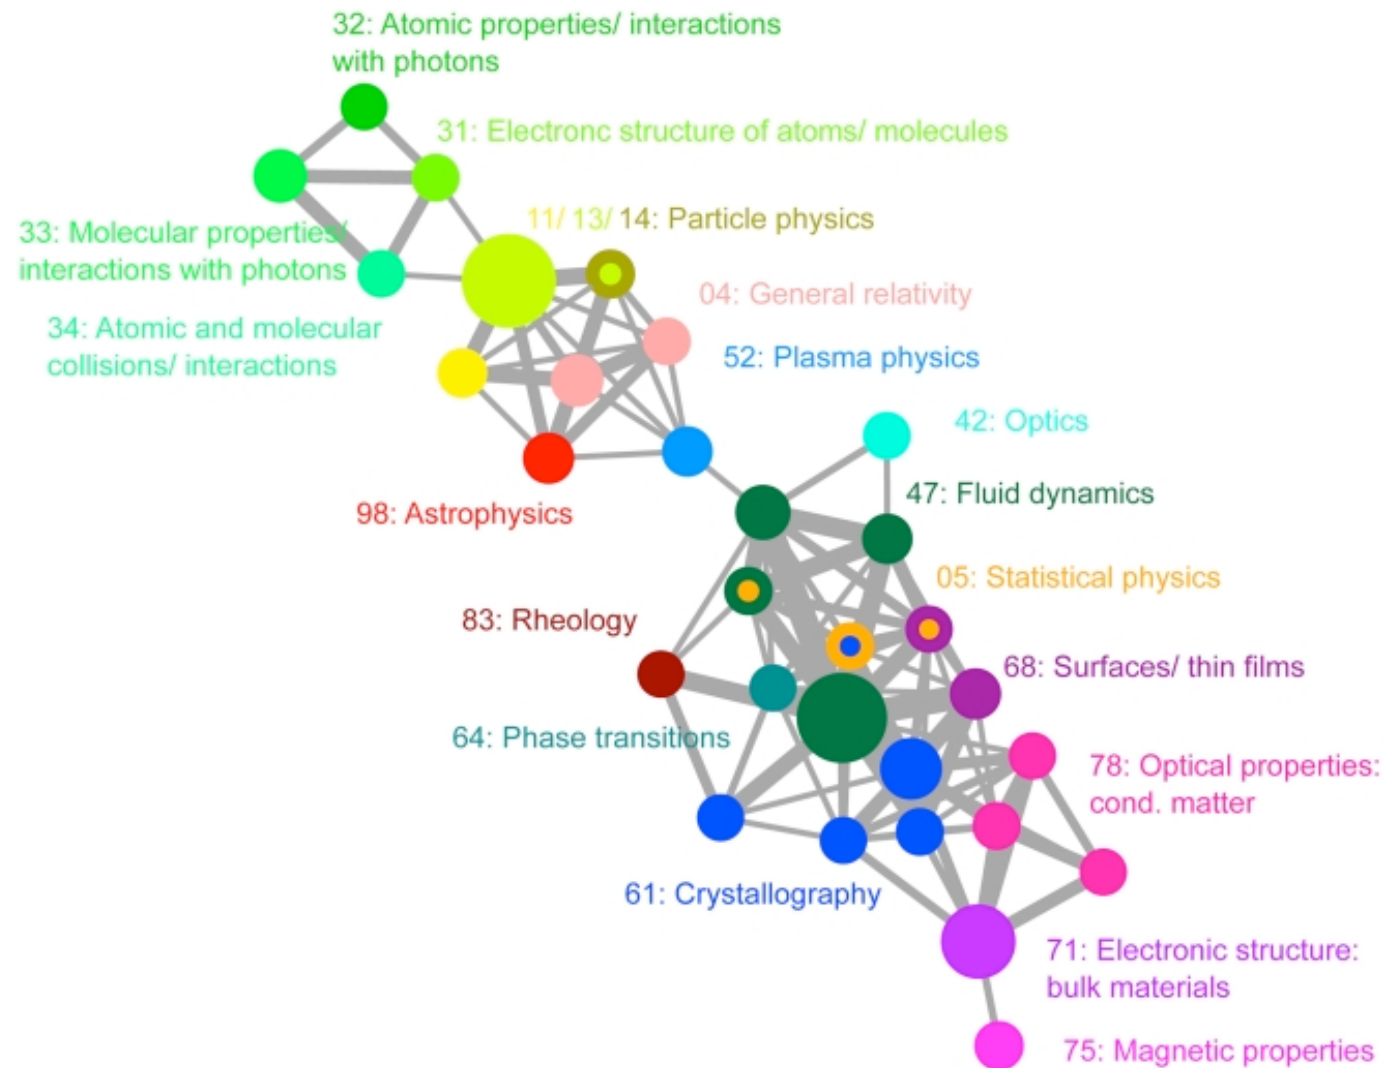 32: Atomic properties/ interactions
with photons
31: Electronc structure of atoms/ molecules
11/ 13/ 14: Particle physics
33: Molecular properties/
interactions with photons
04: General relativity
34: Atomic and molecular
collisions/ interactions
52: Plasma physics
42: Optics
47: Fluid dynamics
98: Astrophysics
05: Statistical physics
83: Rheology
68: Surfaces/ thin films
64: Phase transitions
78: Optical properties:
cond. matter
61: Crystallography
71: Electronic structure:
bulk materials
75: Magnetic properties